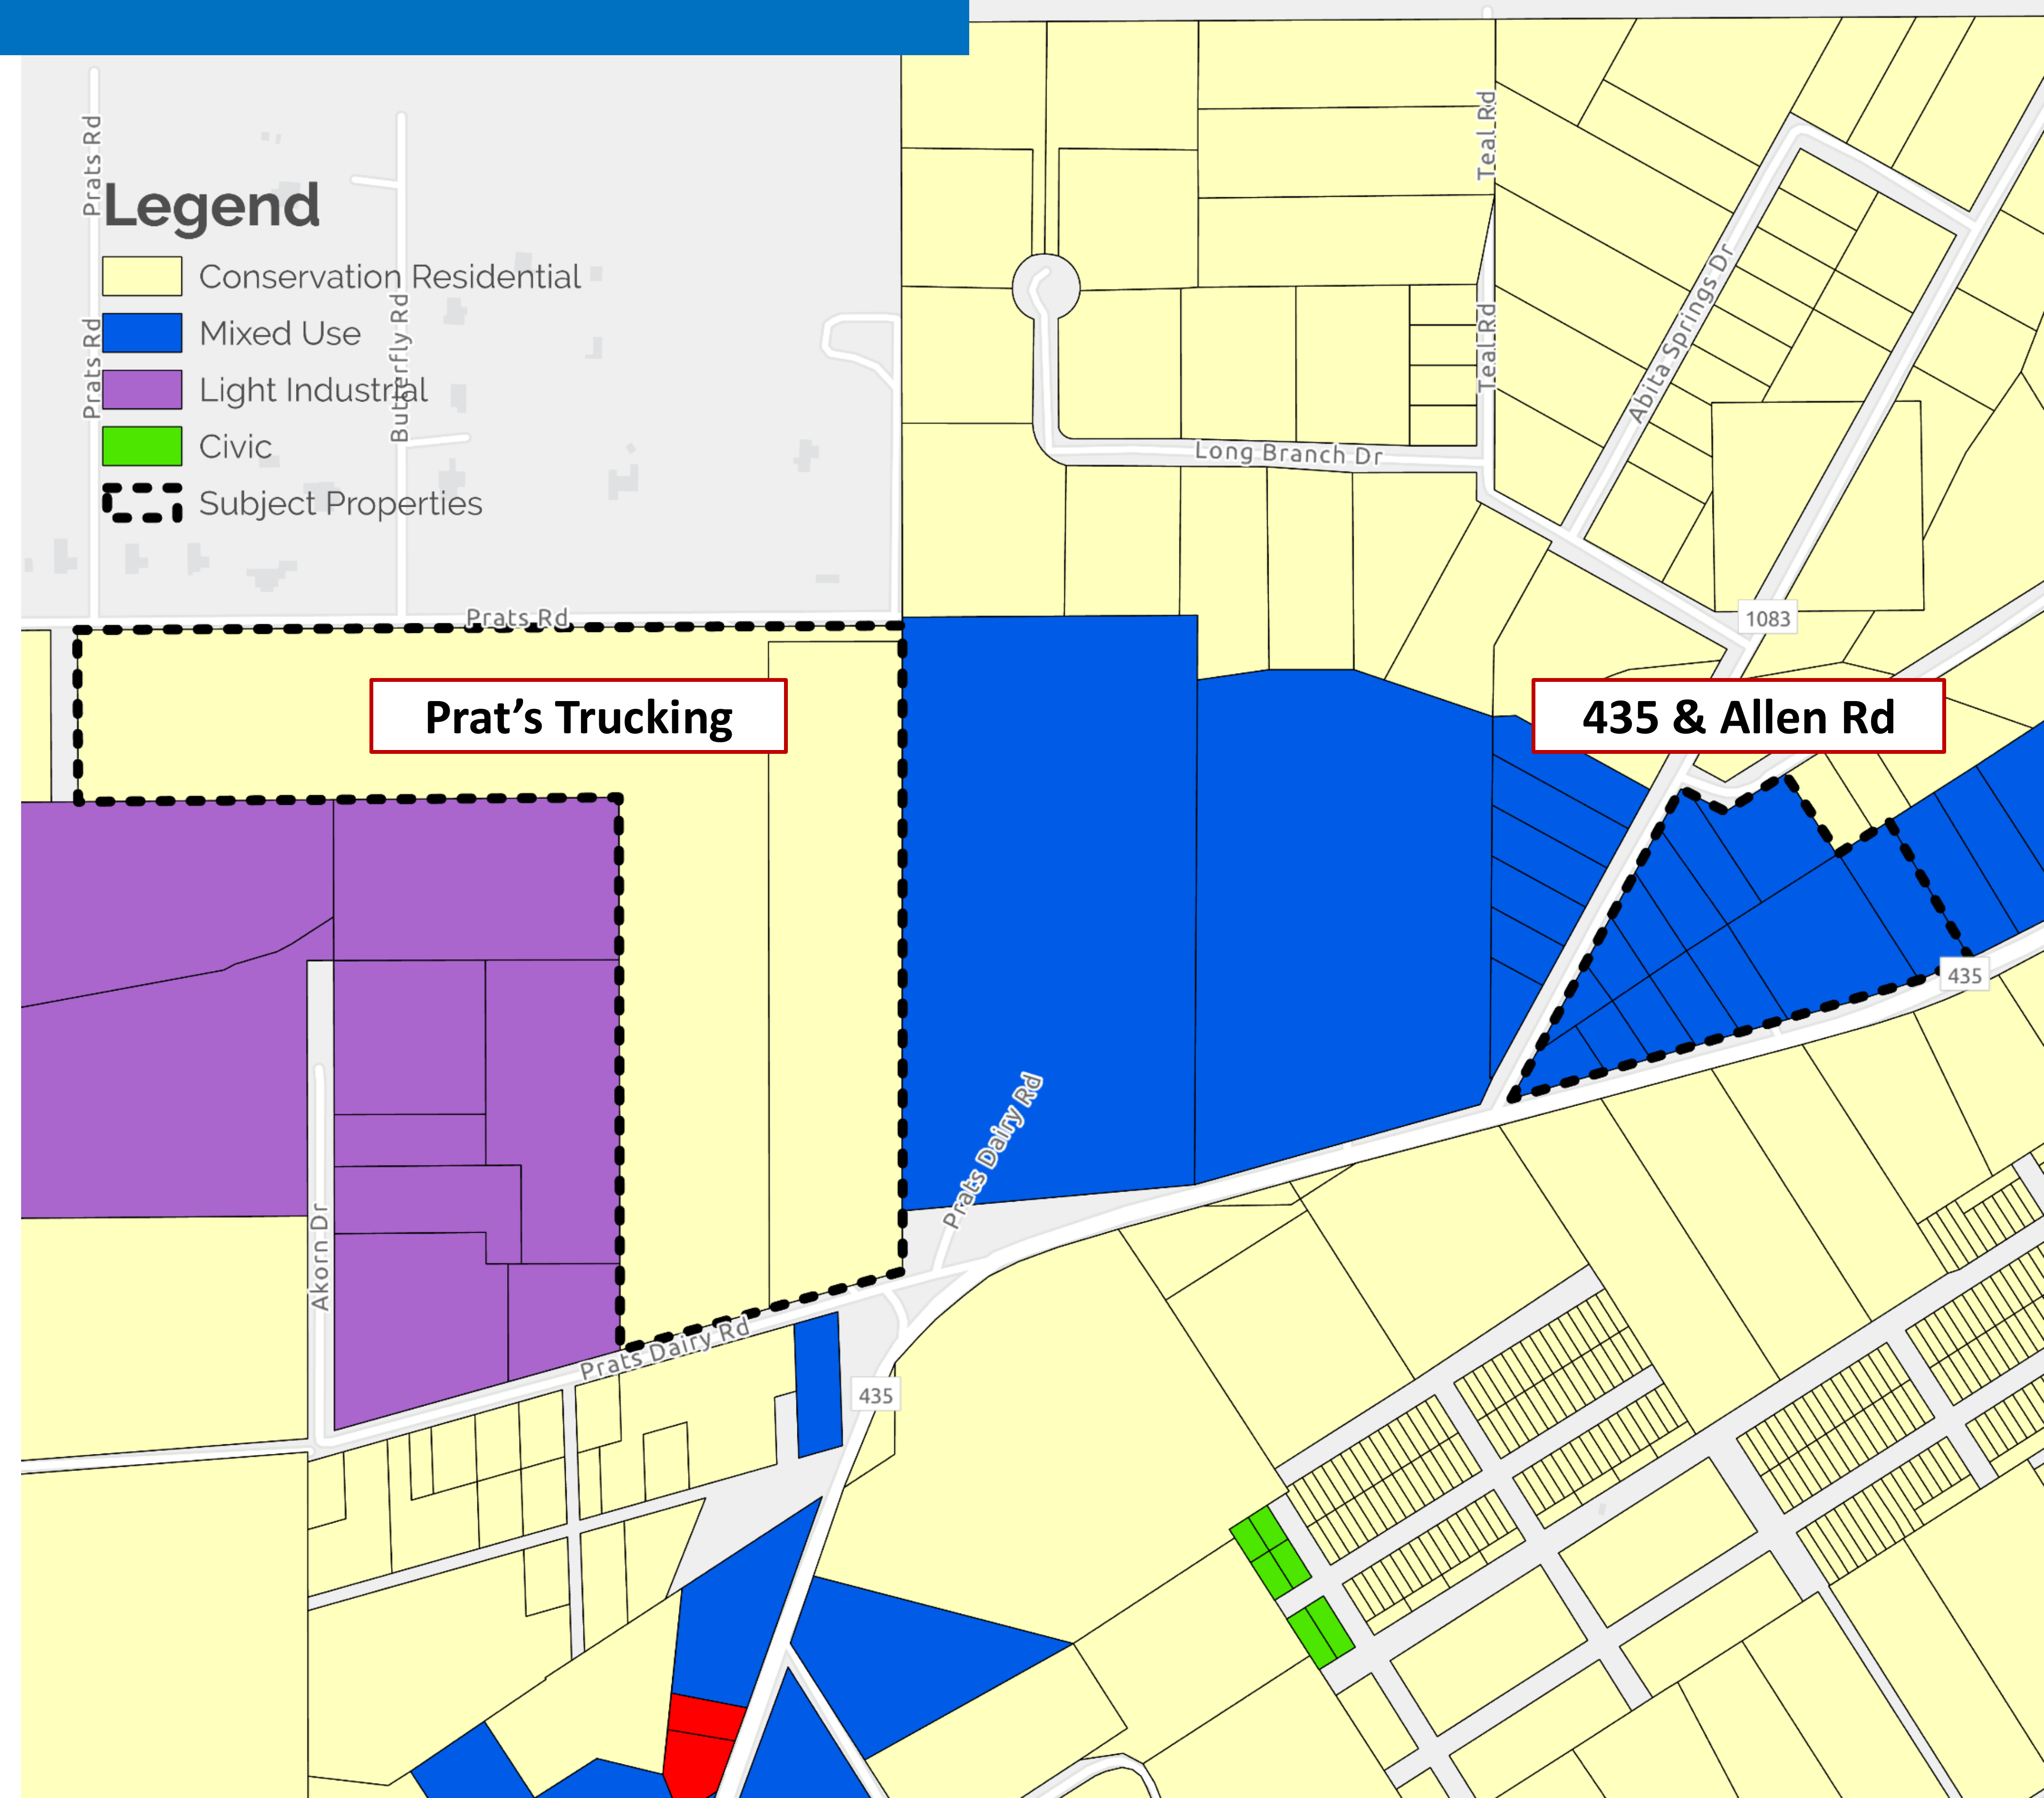 Teal Rd
Prats Rd
Legend
Conservation Residential
Mixed Use
Light Industrial
Civic
Subject Properties
Prats Rd
Butterfly Rd
Teal Rd
Abita Springs Dr
Long Branch Dr
Prats Rd
1083
Prat’s Trucking
435 & Allen Rd
435
Prats Dairy Rd
Akorn Dr
Prats Dairy Rd
435